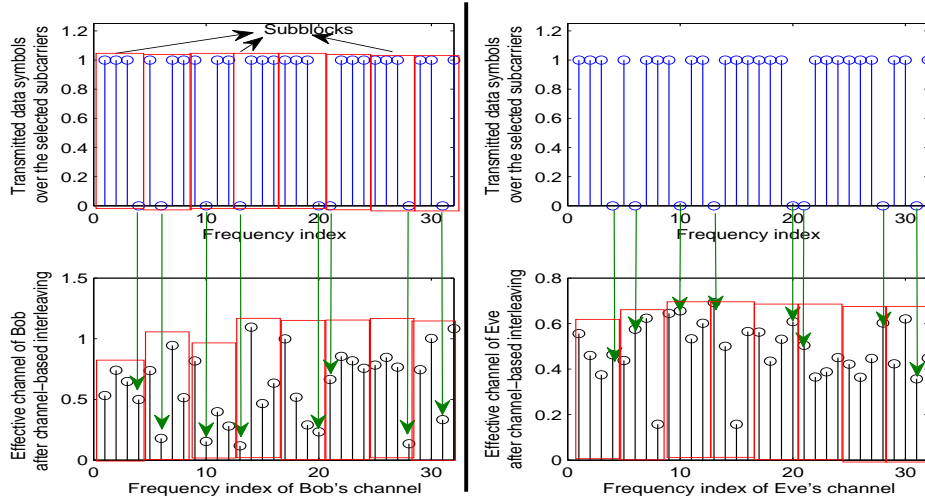 Subblocks
Transmitted data symbols
over the selected subcarriers
1.2
1
0.8
0.6
0.4
0.2
0
0 10 20 30
Frequency index
Transmitted data symbols
over the selected subcarriers
1.2
1
0.8
0.6
0.4
0.2
0
0 10 20 30
Frequency index
Effective channel of Bob
after channel−based interleaving
1.5
1
0.5
0
0 10 20 30
Frequency index of Bob's channel
Effective channel of Eve
after channel−based interleaving
0.8
0.6
0.4
0.2
0
0 10 20 30
Frequency index of Eve's channel